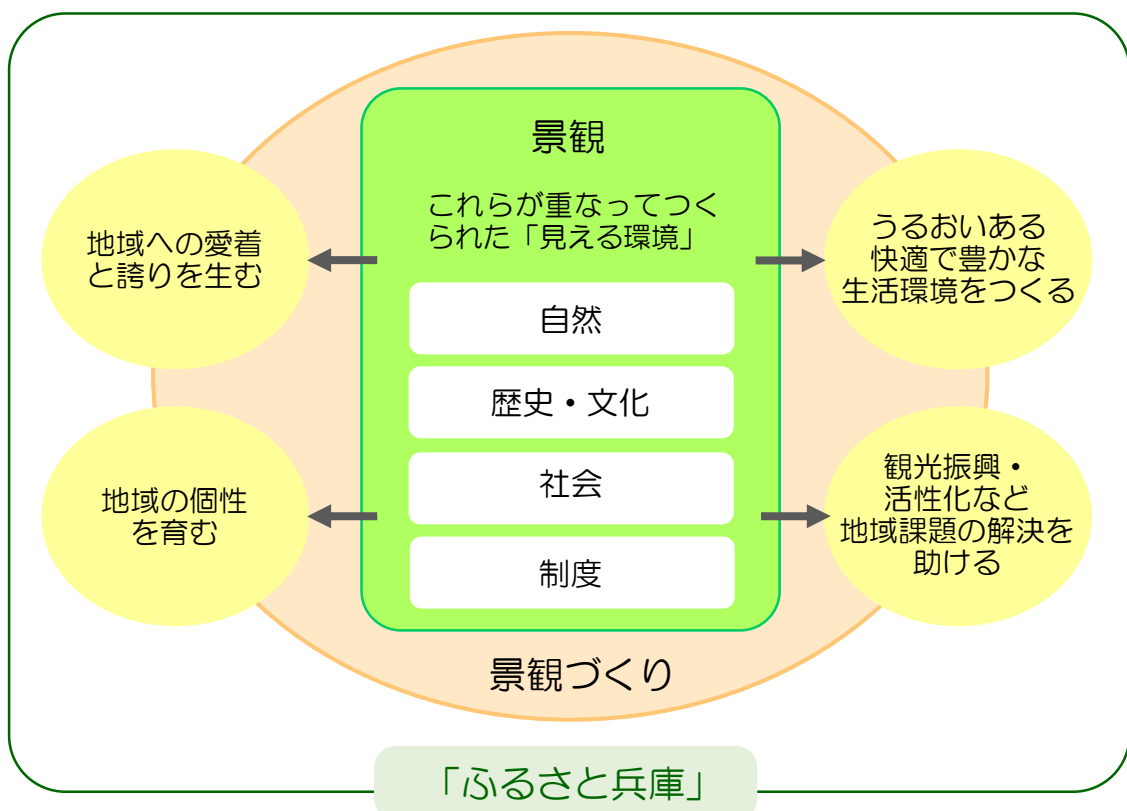 景観
これらが重なってつく
られた「見える環境」
自然
歴史・文化
社会
制度
地域への愛着
と誇りを生む
地域の個性
を育む
うるおいある
快適で豊かな
生活環境をつくる
観光振興・
活性化など
地域課題の解決を
助ける
景観づくり
「ふるさと兵庫」